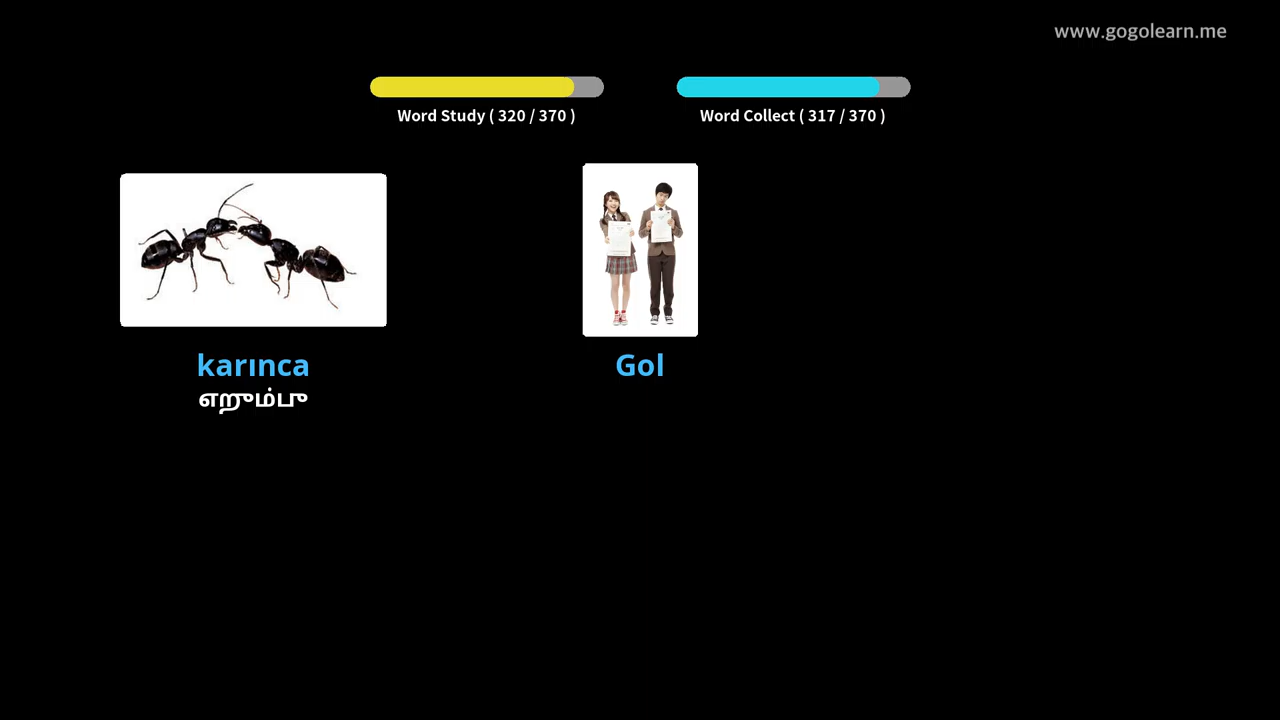 www.gogolearn.me
Word Study ( 320 / 370 )
Word Collect ( 317 / 370 )
karınca
எறும்பு
Gol